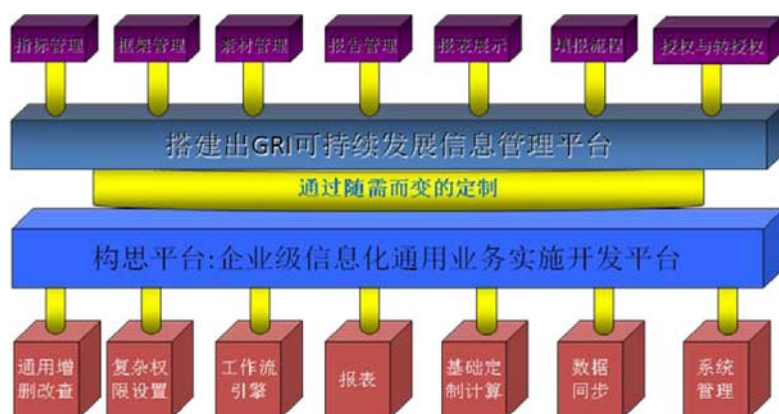 指标管理
框架管理
素材管理
报告管理
报表展示
填报流程
授权与转授权
搭建出GRI可持续发展信息管理平台
通过随需而变的定制
构思平台:企业级信息化通用业务实施开发平台
通用增
删改查
复杂权
限设置
工作流
引擎
报表
基础定
制计算
数据
同步
系统
管理